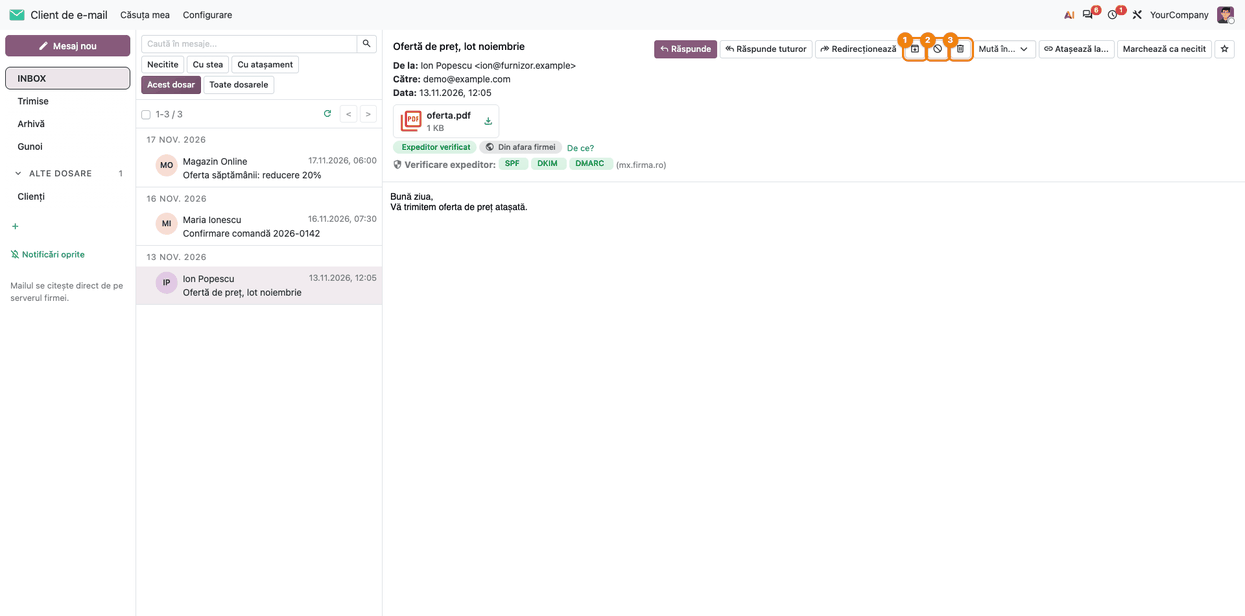 Client de e-mail Căsuța mea Configurare
AI 6 1 YourCompany
Mesaj nou
INBOX
Trimise
Arhivă
Gunoi
ALTE DOSARE 1
Clienți
+
Notificări oprite
Mailul se citește direct de pe
serverul firmei.
Caută în mesaje...
Necitite Cu stea Cu atașament
Acest dosar Toate dosarele
1-3 / 3 < >
17 NOV. 2026
MO Magazin Online 17.11.2026, 06:00
Oferta săptămânii: reducere 20%
16 NOV. 2026
MI Maria Ionescu 16.11.2026, 07:30
Confirmare comandă 2026-0142
13 NOV. 2026
IP Ion Popescu 13.11.2026, 12:05
Ofertă de preț, lot noiembrie
Ofertă de preț, lot noiembrie
Răspunde Răspunde tuturor Redirecționează 1 2 3 Mută în... Atașează la... Marchează ca necitit
De la: Ion Popescu <ion@furnizor.example>
Către: demo@example.com
Data: 13.11.2026, 12:05
PDF oferta.pdf
1 KB
Expeditor verificat Din afara firmei De ce?
Verificare expeditor: SPF DKIM DMARC (mx.firma.ro)
Bună ziua,
Vă trimitem oferta de preț atașată.